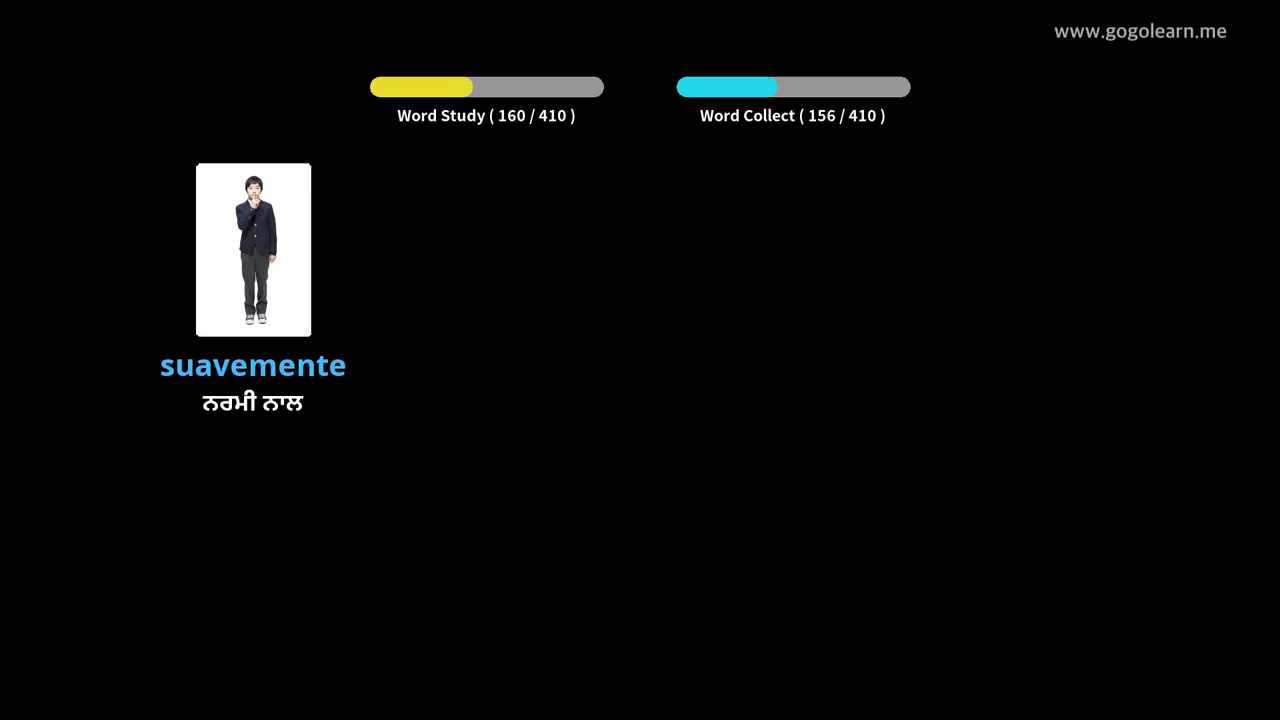 www.gogolearn.me
Word Study ( 160 / 410 )
Word Collect ( 156 / 410 )
suavemente
ਨਰਮੀ ਨਾਲ